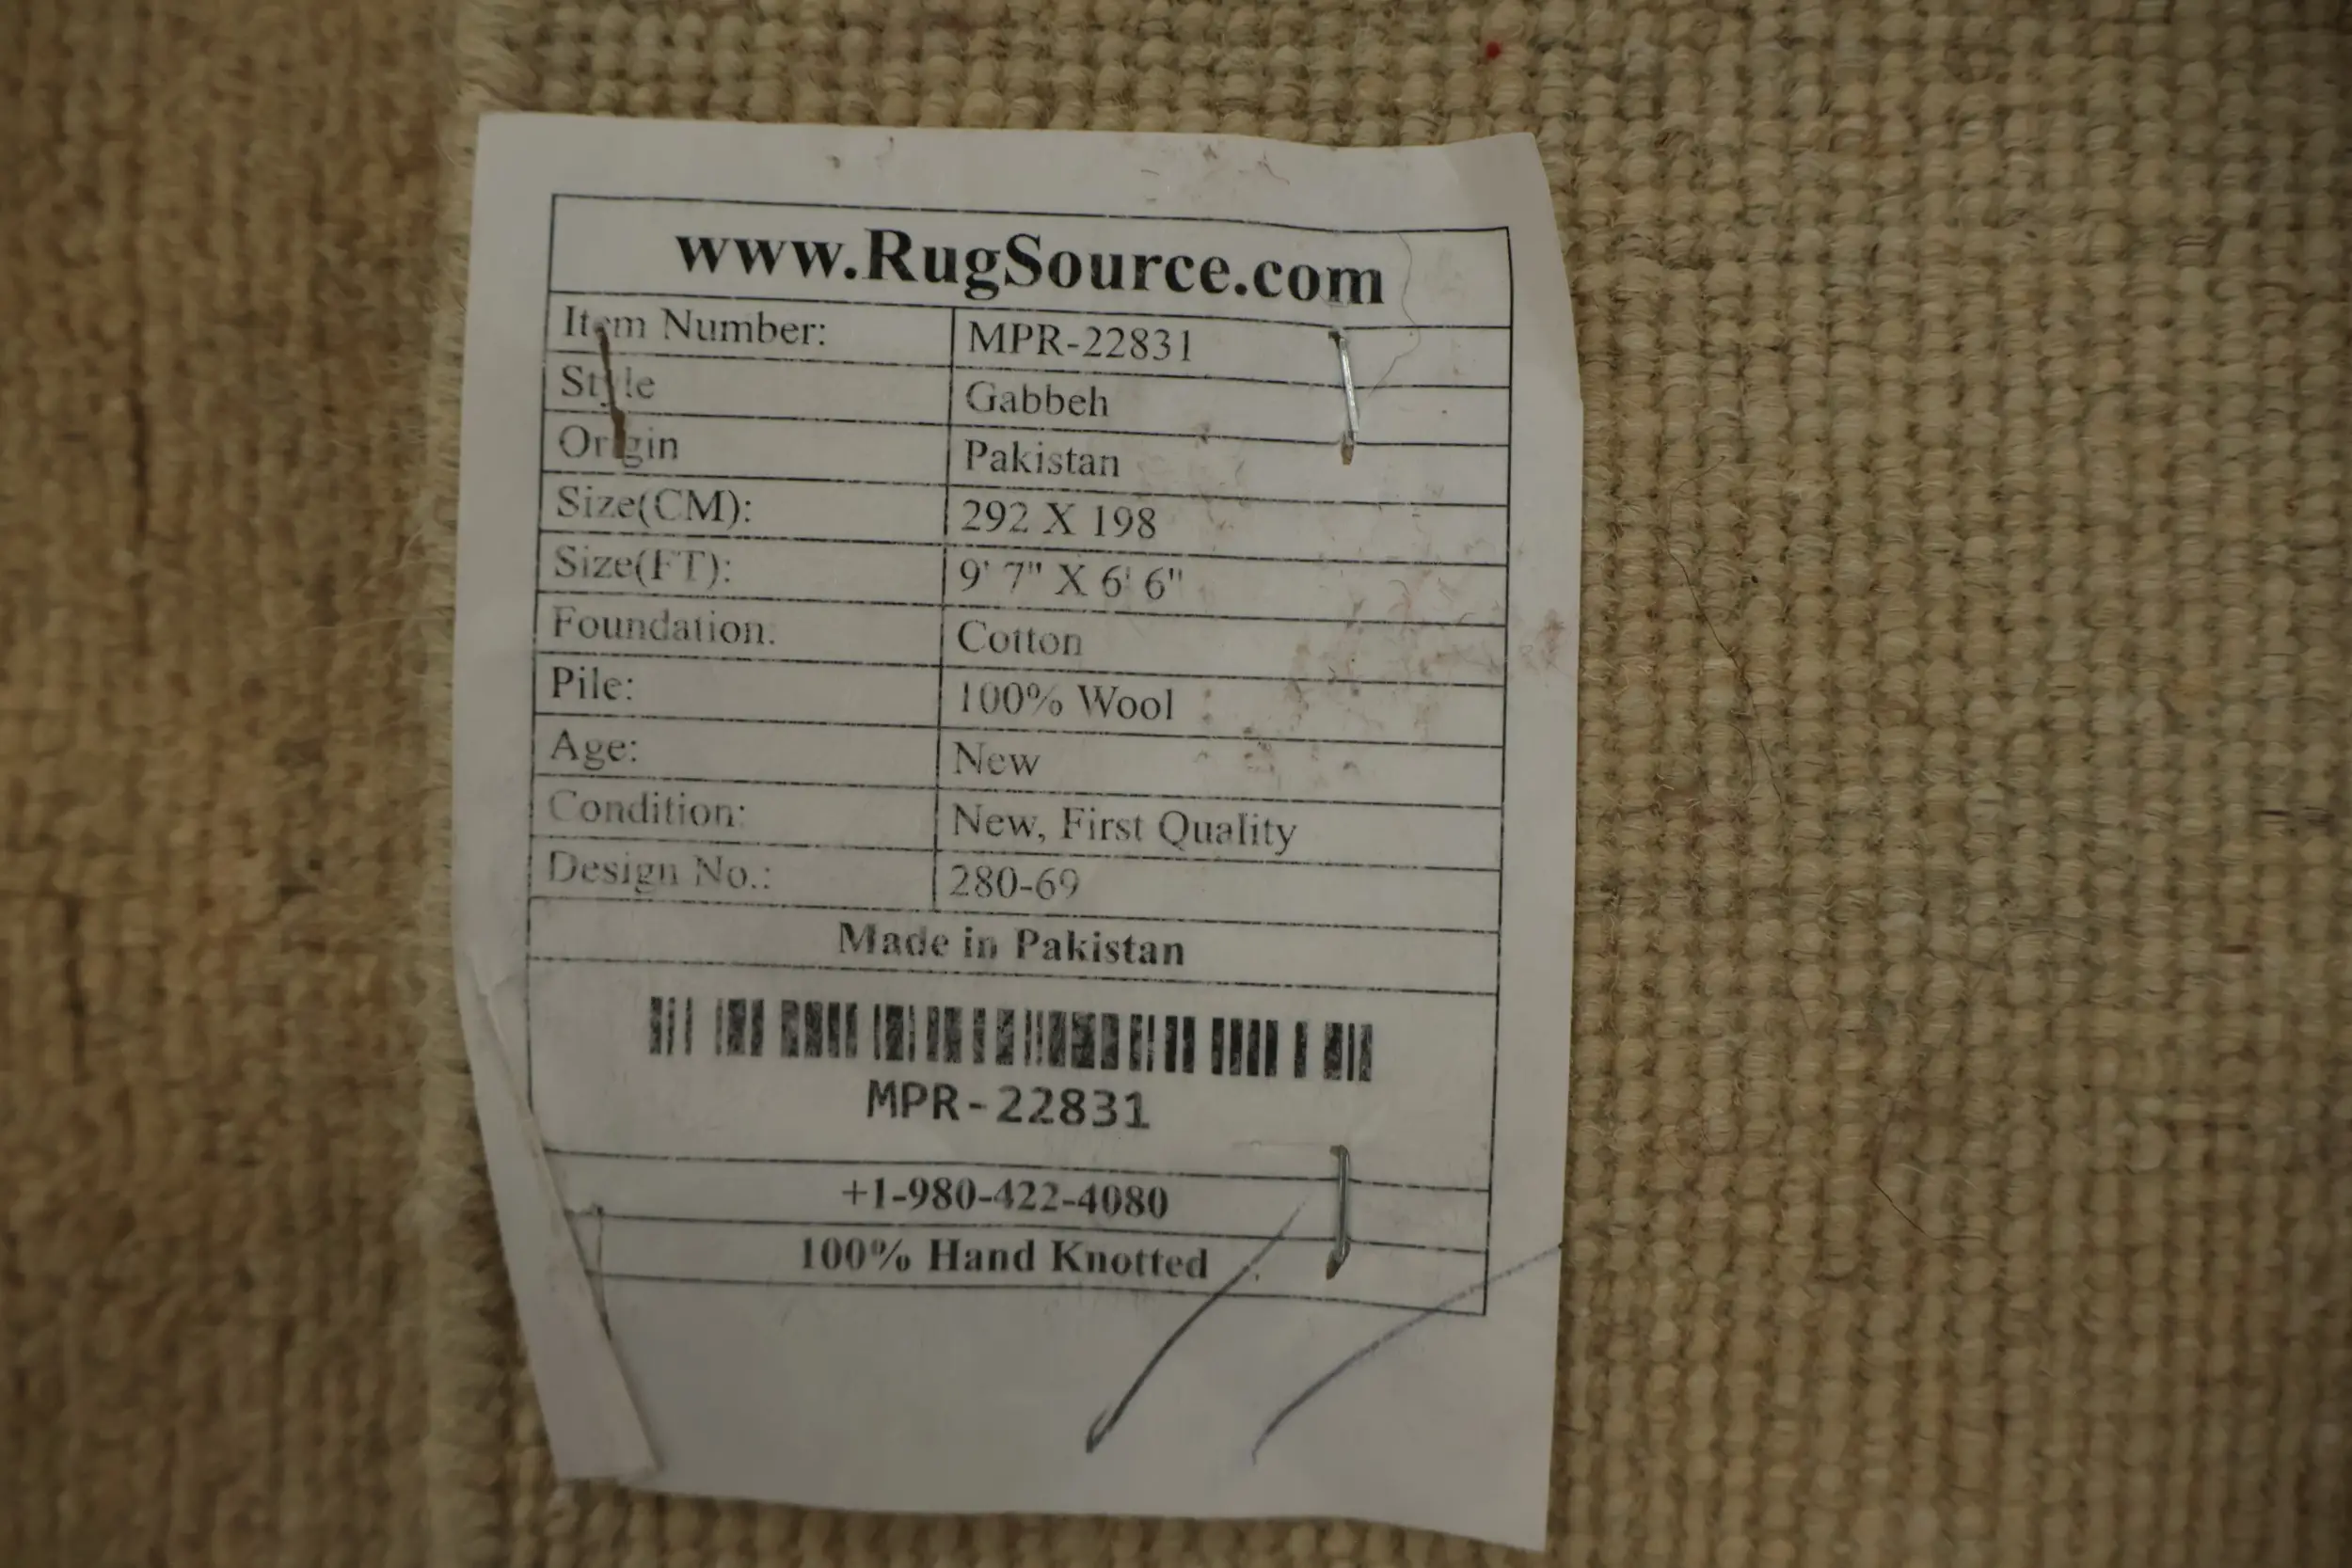 www.RugSource.com
Item Number: MPR-22831
Style Gabbeh
Origin Pakistan
Size(CM): 292 X 198
Size(FT): 9' 7" X 6' 6"
Foundation. Cotton
Pile: 100% Wool
Age: New
Condition: New, First Quality
Design No.: 280-69
Made in Pakistan
MPR-22831
+1-980-422-4080
100% Hand Knotted